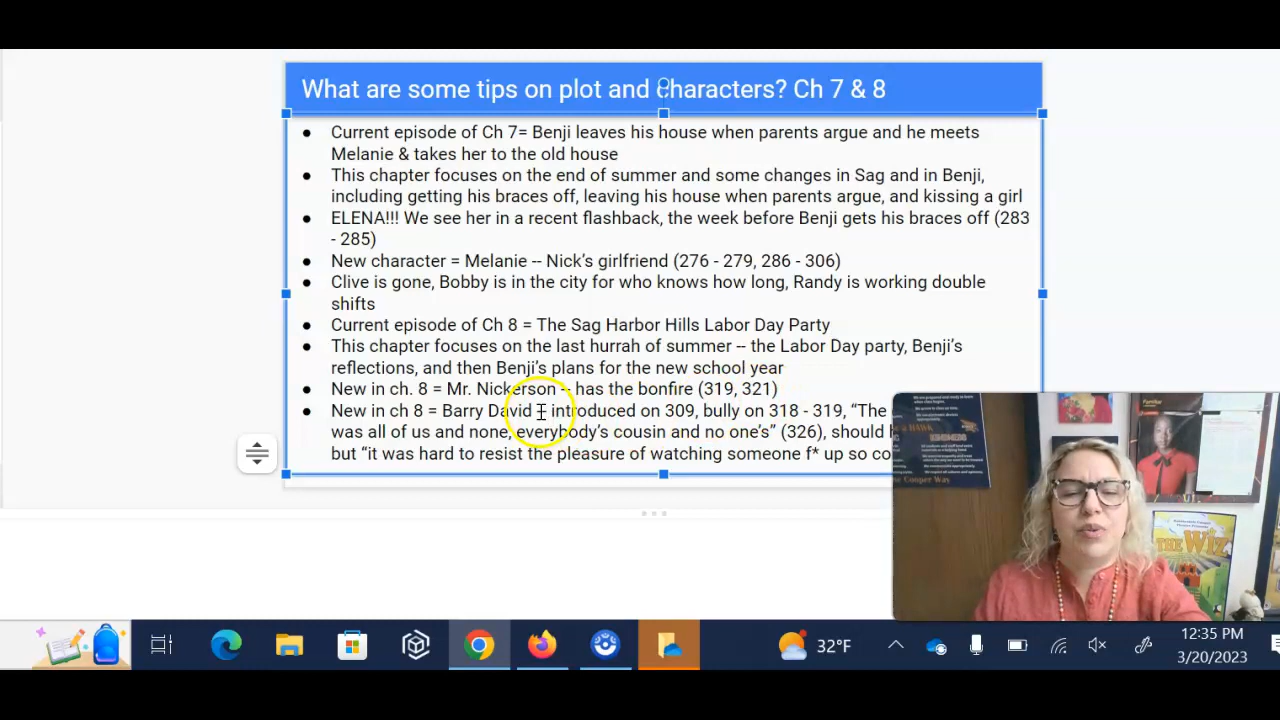 What are some tips on plot and characters? Ch 7 & 8
● Current episode of Ch 7= Benji leaves his house when parents argue and he meets
Melanie & takes her to the old house
● This chapter focuses on the end of summer and some changes in Sag and in Benji,
including getting his braces off, leaving his house when parents argue, and kissing a girl
● ELENA!!! We see her in a recent flashback, the week before Benji gets his braces off (283
- 285)
● New character = Melanie -- Nick's girlfriend (276 - 279, 286 - 306)
● Clive is gone, Bobby is in the city for who knows how long, Randy is working double
shifts
● Current episode of Ch 8 = The Sag Harbor Hills Labor Day Party
● This chapter focuses on the last hurrah of summer -- the Labor Day party, Benji's
reflections, and then Benji's plans for the new school year
● New in ch. 8 = Mr. Nickerson -- has the bonfire (319, 321)
● New in ch 8 = Barry David -- introduced on 309, bully on 318 - 319, "The
was all of us and none, everybody's cousin and no one's" (326), should
but "it was hard to resist the pleasure of watching someone f* up so
Be a HAWK
KINDNESS
The Cooper Way
THE WIZ
32°F
12:35 PM
3/20/2023